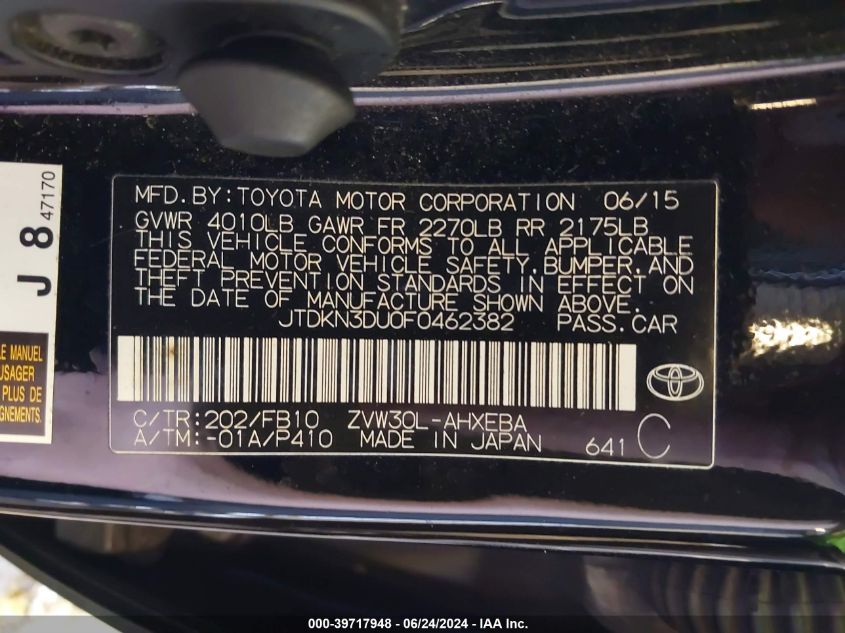 MFD.BY:TOYOTA MOTOR CORPORATION 06/15
GVWR 4010LB GAWR FR 2270LB RR 2175LB
THIS VEHICLE CONFORMS TO ALL APPLICABLE
FEDERAL MOTOR VEHICLE SAFETY,BUMPER,AND
THEFT PREVENTION STANDARDS IN EFFECT ON
THE DATE OF MANUFACTURE SHOWN ABOVE.
JTDKN3DU0F0462382 PASS.CAR
C/TR:202/FB10 ZVW30L-AHXEBA
A/TM:-01A/P410 MADE IN JAPAN 641 C
J 8 47170
LE MANUEL
USAGER
PLUS DE
GNEMENTS.
000-39717948 - 06/24/2024 - IAA Inc.